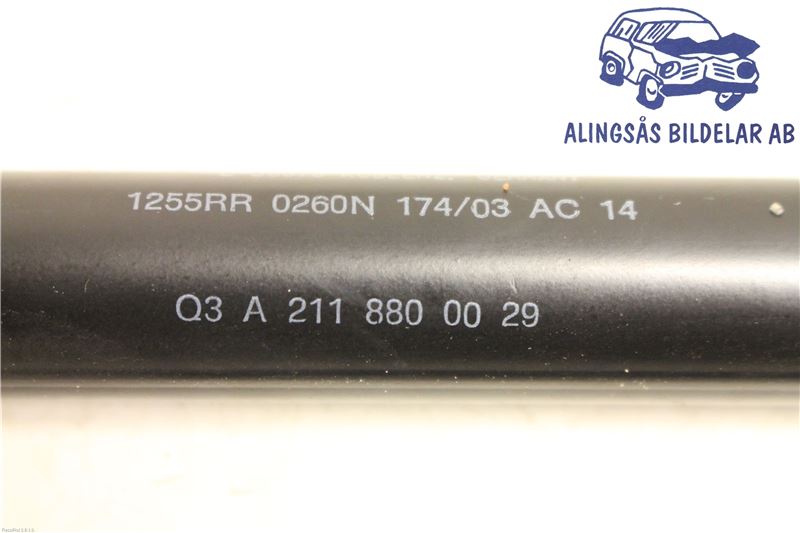 ALINGSÅS BILDELAR AB
1255RR 0260N 174/03 AC 14
Q3 A 211 880 00 29